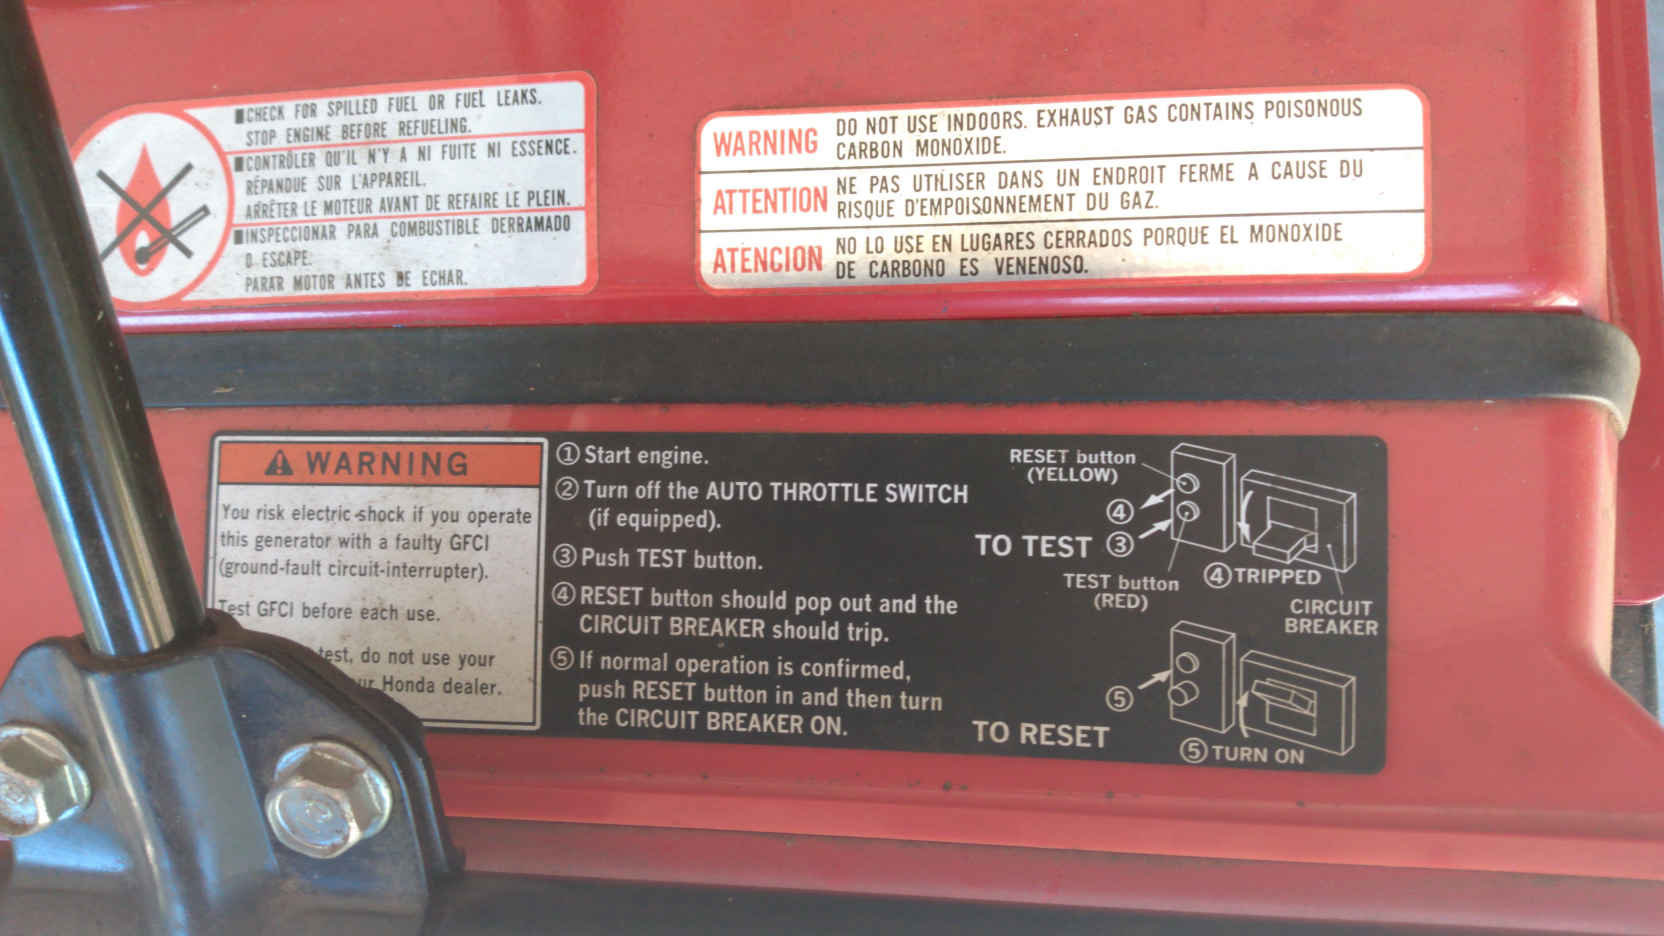 ■CHECK FOR SPILLED FUEL OR FUEL LEAKS.
STOP ENGINE BEFORE REFUELING.
■CONTRÔLER QU'IL N'Y A NI FUITE NI ESSENCE.
RÉPANDUE SUR L'APPAREIL.
ARRÊTER LE MOTEUR AVANT DE REFAIRE LE PLEIN.
■INSPECCIONAR PARA COMBUSTIBLE DERRAMADO
O ESCAPE.
PARAR MOTOR ANTES DE ECHAR.
WARNING DO NOT USE INDOORS. EXHAUST GAS CONTAINS POISONOUS
CARBON MONOXIDE.
ATTENTION NE PAS UTILISER DANS UN ENDROIT FERME A CAUSE DU
RISQUE D'EMPOISONNEMENT DU GAZ.
ATENCION NO LO USE EN LUGARES CERRADOS PORQUE EL MONOXIDE
DE CARBONO ES VENENOSO.
WARNING
You risk electric shock if you operate
this generator with a faulty GFCI
(ground-fault circuit-interrupter).
Test GFCI before each use.
test, do not use your
Honda dealer.
① Start engine.
② Turn off the AUTO THROTTLE SWITCH
(if equipped).
③ Push TEST button.
④ RESET button should pop out and the
CIRCUIT BREAKER should trip.
⑤ If normal operation is confirmed,
push RESET button in and then turn
the CIRCUIT BREAKER ON.
RESET button
(YELLOW)
④
TO TEST ③
TEST button
(RED)
④ TRIPPED
CIRCUIT
BREAKER
⑤
TO RESET
⑤ TURN ON